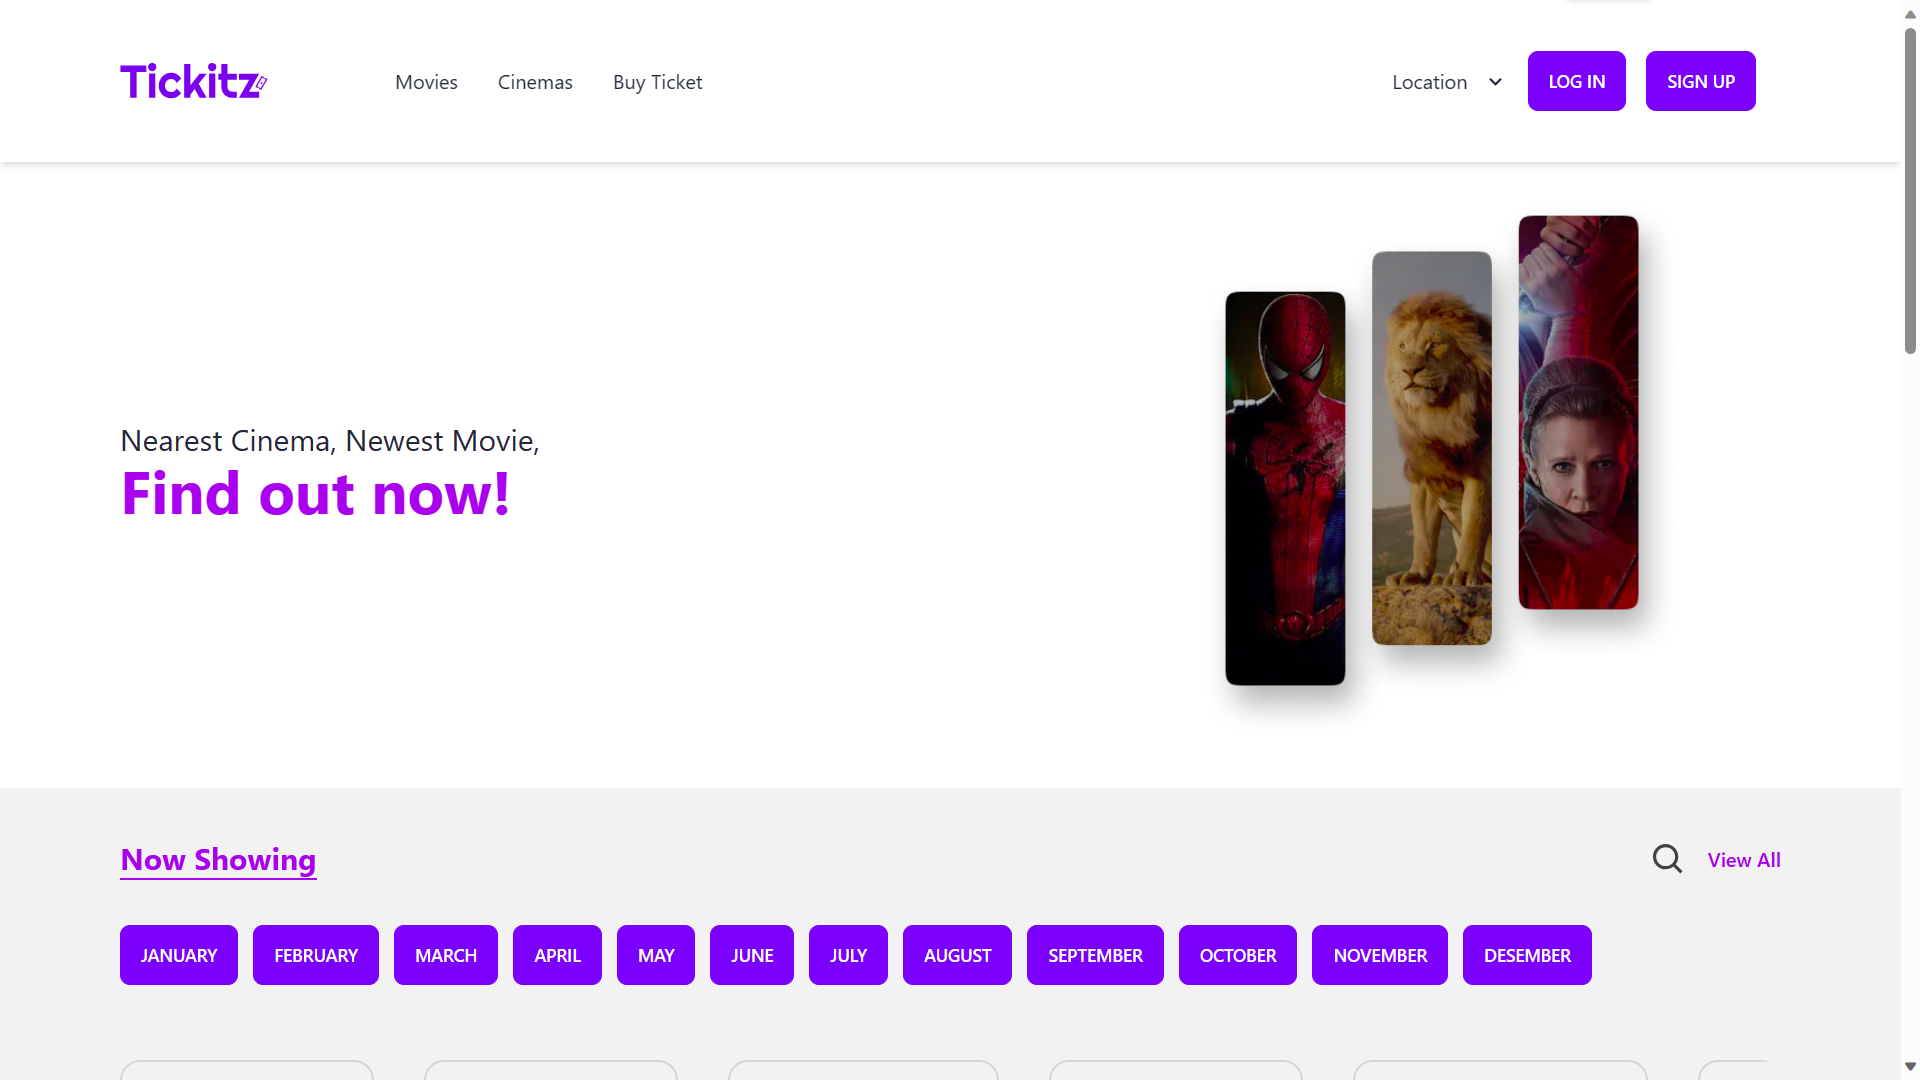 Tickitz
Movies
Cinemas
Buy Ticket
Location
LOG IN
SIGN UP
Nearest Cinema, Newest Movie,
Find out now!
Now Showing
View All
JANUARY
FEBRUARY
MARCH
APRIL
MAY
JUNE
JULY
AUGUST
SEPTEMBER
OCTOBER
NOVEMBER
DESEMBER